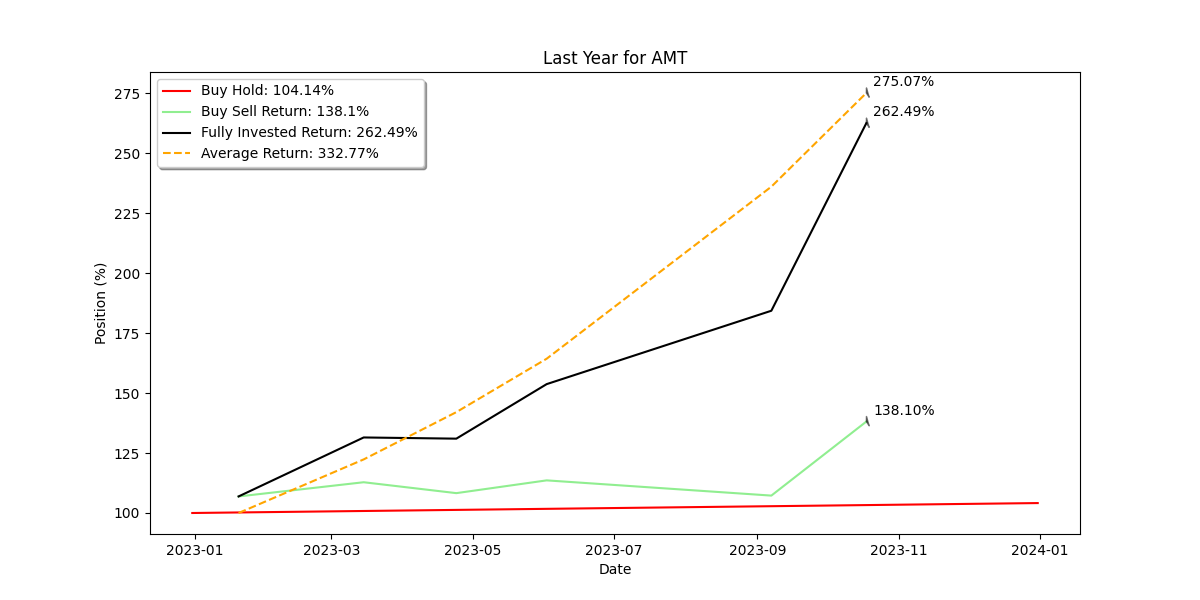 Last Year for AMT
Buy Hold: 104.14%
Buy Sell Return: 138.1%
Fully Invested Return: 262.49%
Average Return: 332.77%
275.07%
262.49%
138.10%
Position (%)
275
250
225
200
175
150
125
100
2023-01 2023-03 2023-05 2023-07 2023-09 2023-11 2024-01
Date